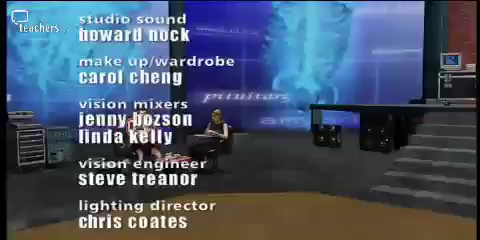 teachers
studio sound
howard nock
make up/wardrobe
carol cheng
vision mixers
jenny bozson
linda kelly
vision engineer
steve treanor
lighting director
chris coates
pituitary